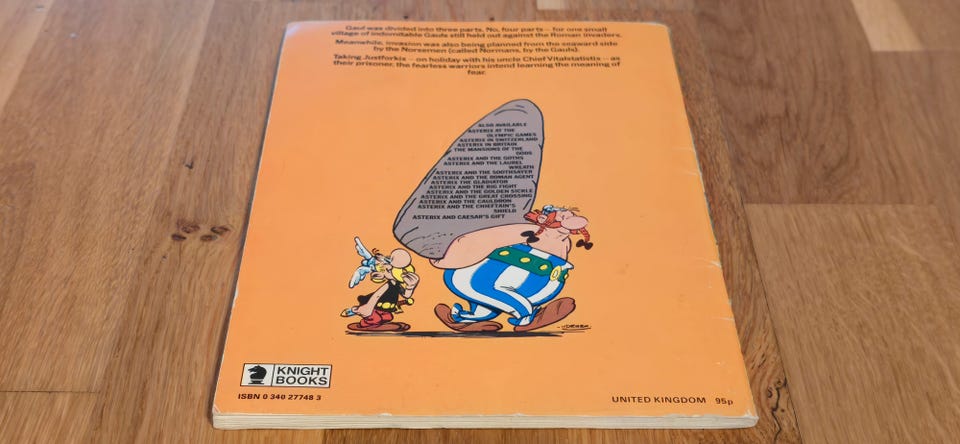 Gaul was divided into three parts. No, four parts – for one small
village of indomitable Gauls still held out against the Roman invaders.
Meanwhile, invasion was also being planned from the seaward side
by the Norsemen (called Normans, by the Gauls).
Taking Justforkix – on holiday with his uncle Chief Vitalstatistix – as
their prisoner, the fearless warriors intend learning the meaning of
fear.
ALSO AVAILABLE
ASTERIX AT THE
OLYMPIC GAMES
ASTERIX IN SWITZERLAND
ASTERIX IN BRITAIN
THE MANSIONS OF THE
GODS
ASTERIX AND THE GOTHS
ASTERIX AND THE LAUREL
WREATH
ASTERIX AND THE SOOTHSAYER
ASTERIX AND THE ROMAN AGENT
ASTERIX THE GLADIATOR
ASTERIX AND THE BIG FIGHT
ASTERIX AND THE GOLDEN SICKLE
ASTERIX AND THE GREAT CROSSING
ASTERIX AND THE CAULDRON
ASTERIX AND THE CHIEFTAIN'S
SHIELD
ASTERIX AND CAESAR'S GIFT
KNIGHT
BOOKS
ISBN 0 340 27748 3
UNITED KINGDOM 95p